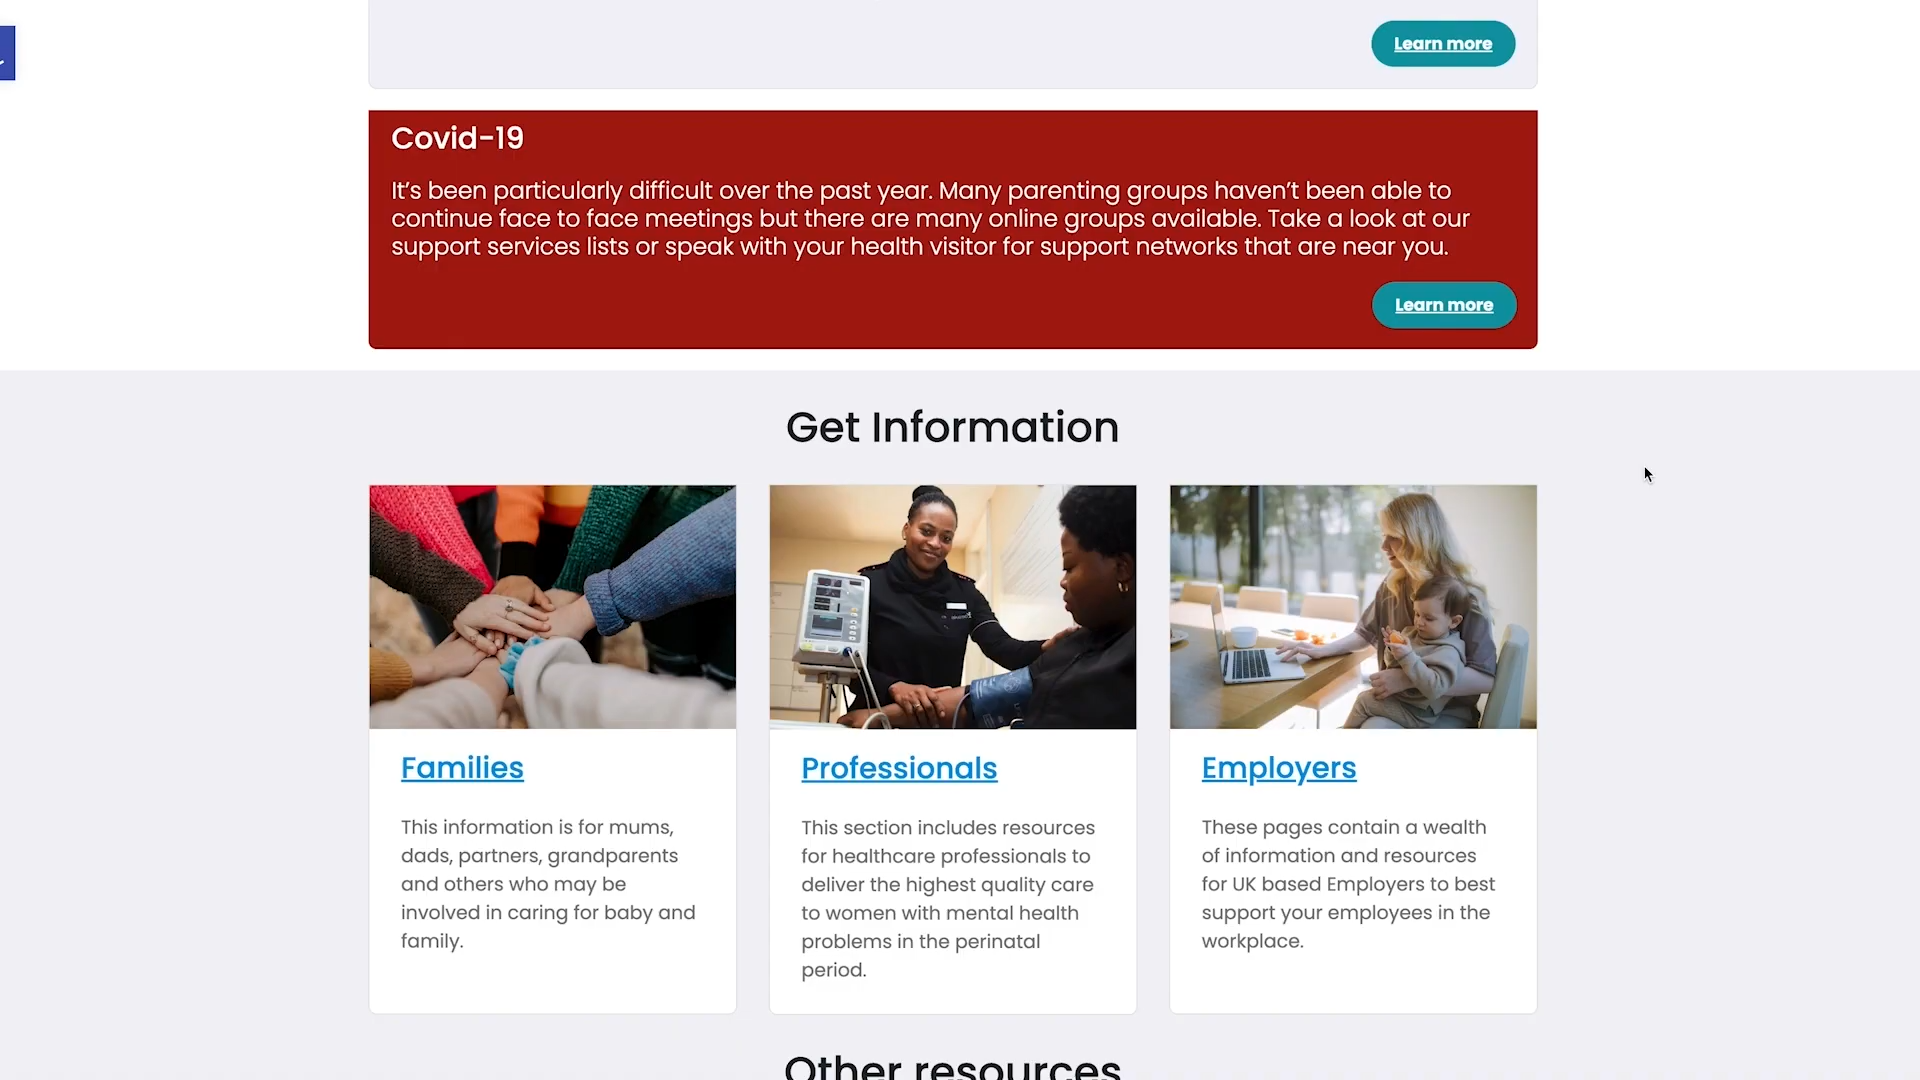 Learn more
Covid-19
It's been particularly difficult over the past year. Many parenting groups haven't been able to
continue face to face meetings but there are many online groups available. Take a look at our
support services lists or speak with your health visitor for support networks that are near you.
Learn more
Get Information
Families
This information is for mums,
dads, partners, grandparents
and others who may be
involved in caring for baby and
family.
Professionals
This section includes resources
for healthcare professionals to
deliver the highest quality care
to women with mental health
problems in the perinatal
period.
Employers
These pages contain a wealth
of information and resources
for UK based Employers to best
support your employees in the
workplace.
Other resources